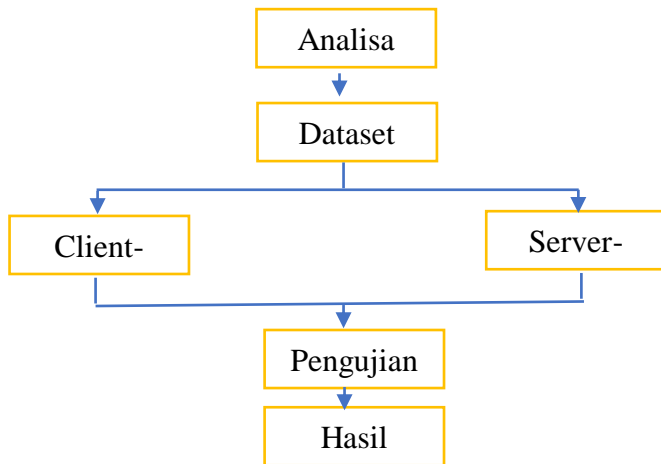 Analisa
Dataset
Client-
Server-
Pengujian
Hasil